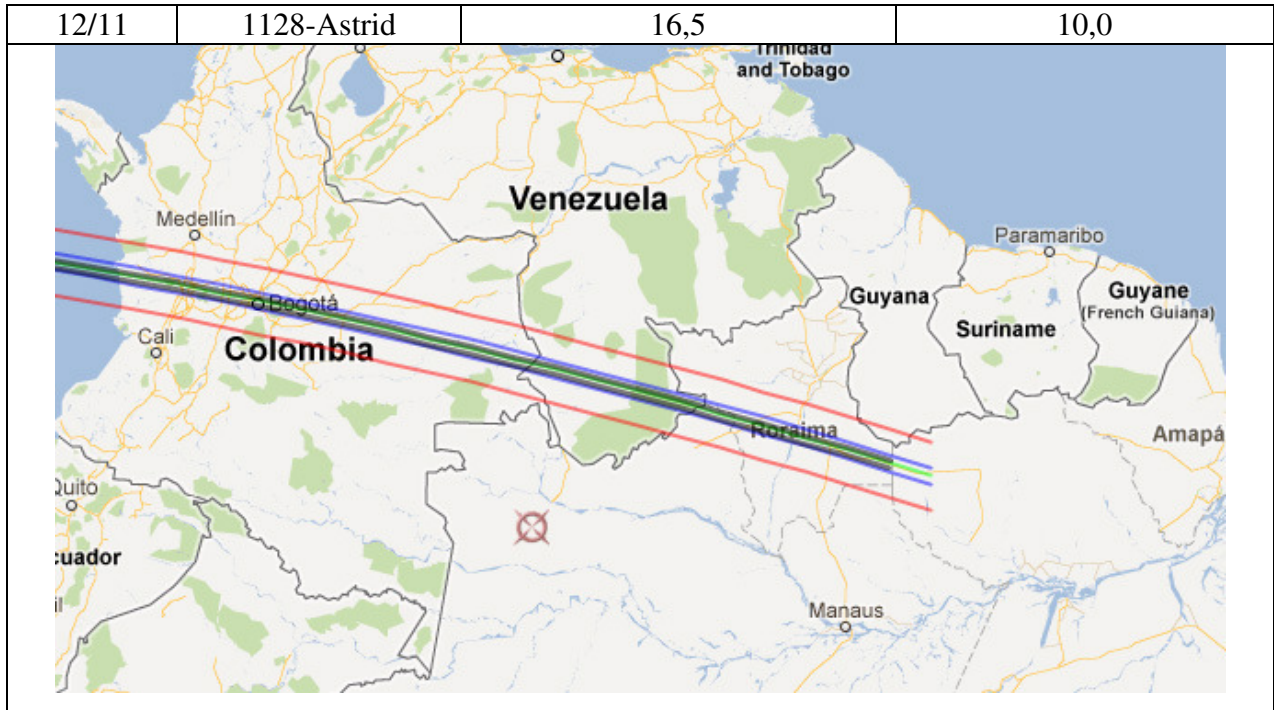 12/11 1128-Astrid 16,5 10,0
Trinidad
and Tobago
Venezuela
Medellín
Paramaribo
Guyana
Guyane
(French Guiana)
Bogotá
Suriname
Cali
Colombia
Roraima
Amapá
Quito
cuador
il
Manaus